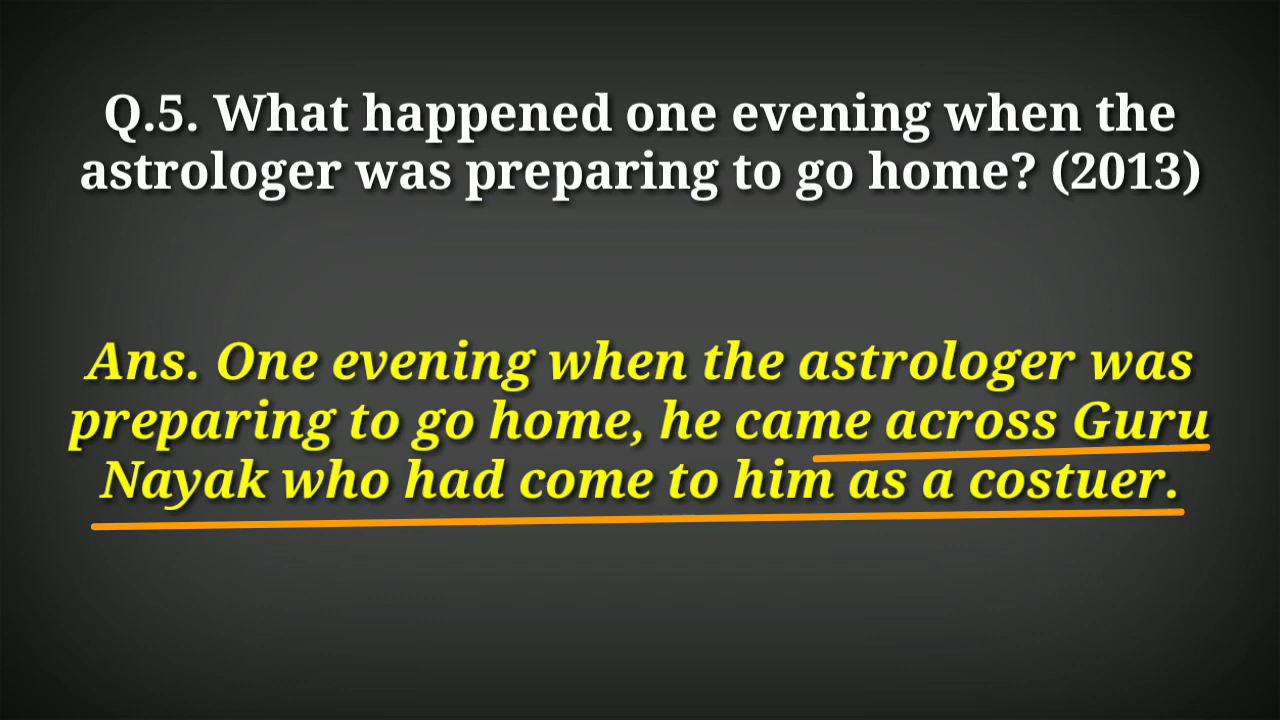 Q.5. What happened one evening when the
astrologer was preparing to go home? (2013)
Ans. One evening when the astrologer was
preparing to go home, he came across Guru
Nayak who had come to him as a costuer.